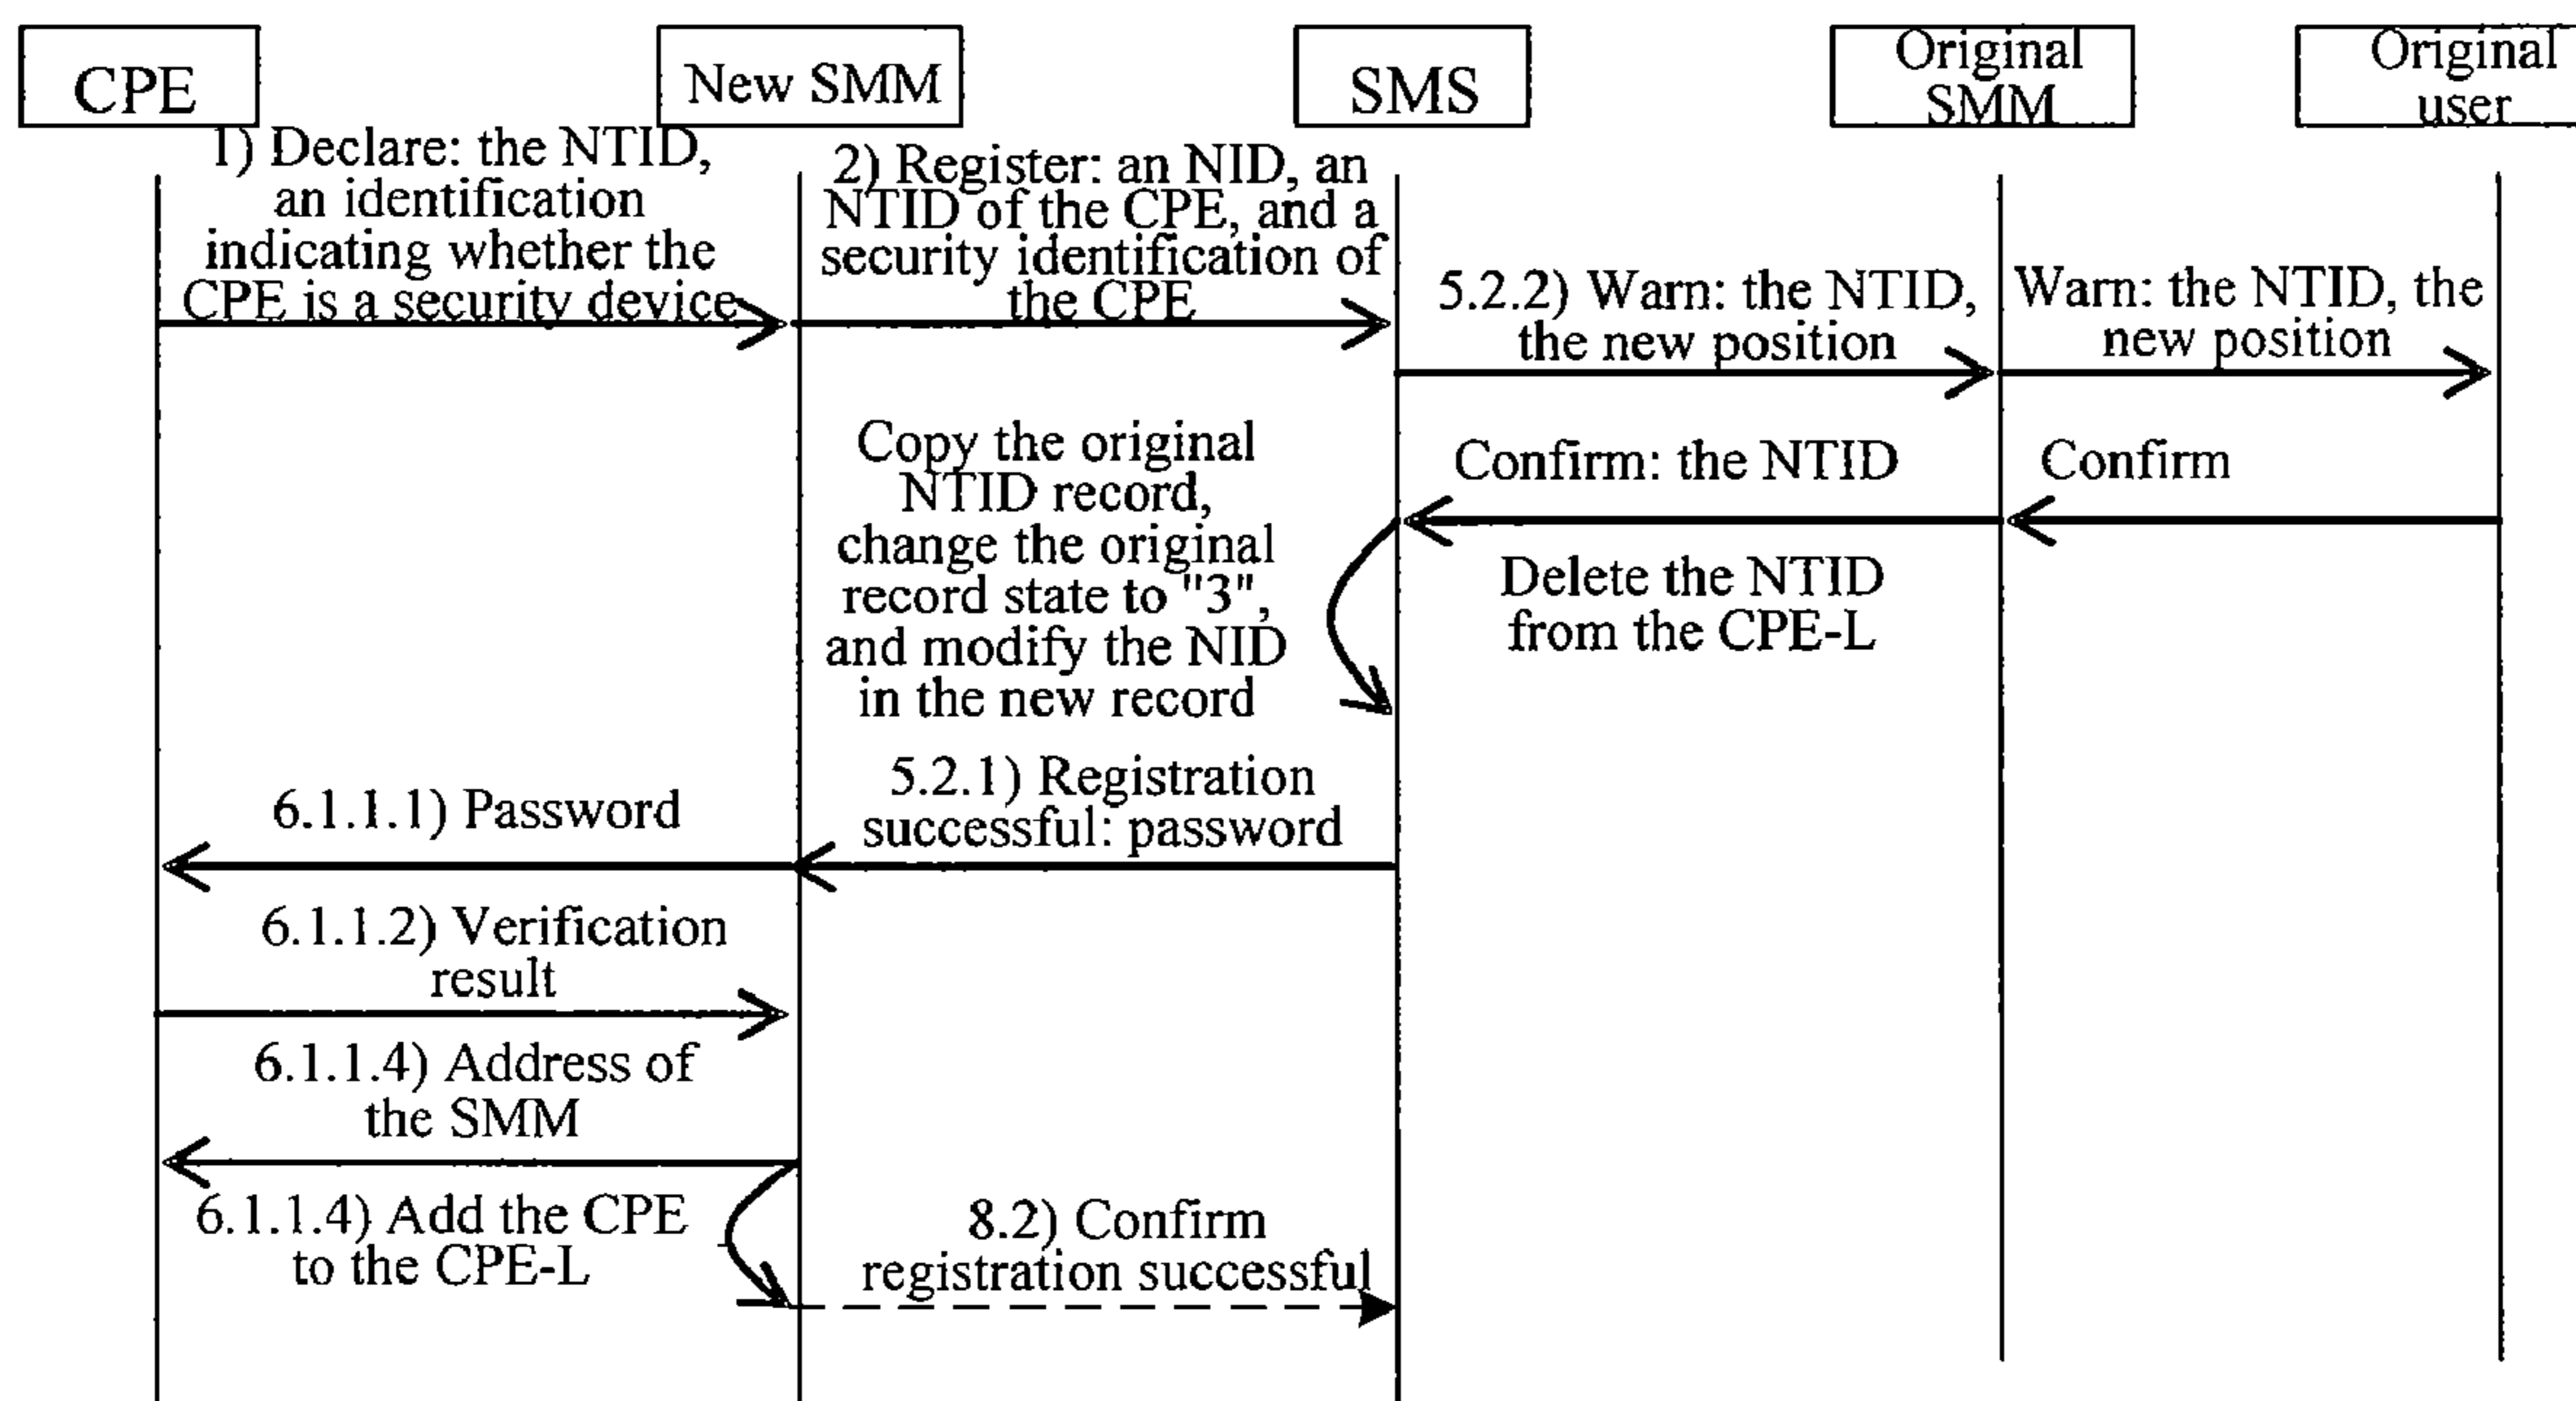 CPE
New SMM
SMS
Original
SMM
Original
user
1) Declare: the NTID,
an identification
indicating whether the
CPE is a security device
2) Register: an NID, an
NTID of the CPE, and a
security identification of
the CPE
5.2.2) Warn: the NTID,
the new position
Warn: the NTID, the
new position
Copy the original
NTID record,
change the original
record state to "3",
and modify the NID
in the new record
Confirm: the NTID
Confirm
Delete the NTID
from the CPE-L
6.1.1.1) Password
5.2.1) Registration
successful: password
6.1.1.2) Verification
result
6.1.1.4) Address of
the SMM
6.1.1.4) Add the CPE
to the CPE-L
8.2) Confirm
registration successful